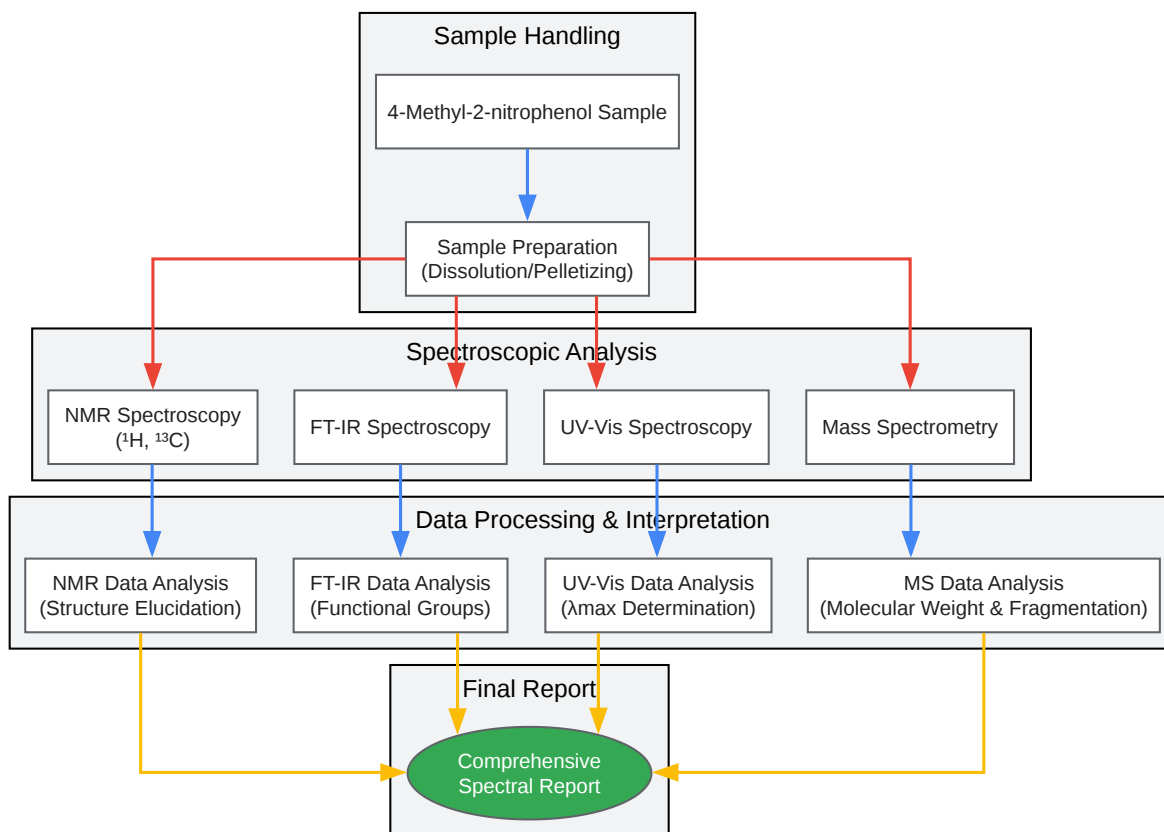 Sample Handling
4-Methyl-2-nitrophenol Sample
Sample Preparation
(Dissolution/Pelletizing)
Spectroscopic Analysis
NMR Spectroscopy
(¹H, ¹³C)
FT-IR Spectroscopy
UV-Vis Spectroscopy
Mass Spectrometry
Data Processing & Interpretation
NMR Data Analysis
(Structure Elucidation)
FT-IR Data Analysis
(Functional Groups)
UV-Vis Data Analysis
(λmax Determination)
MS Data Analysis
(Molecular Weight & Fragmentation)
Final Report
Comprehensive
Spectral Report